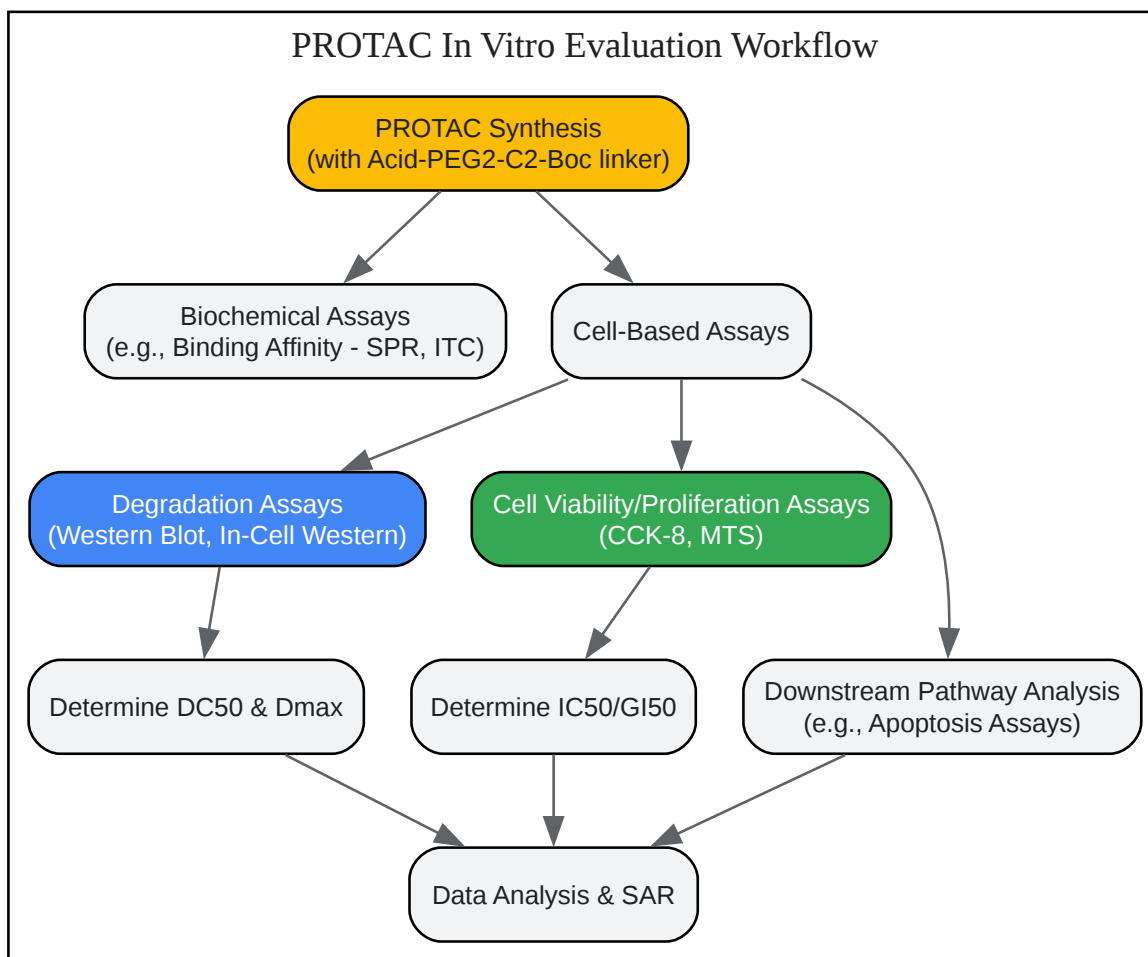 PROTAC In Vitro Evaluation Workflow
PROTAC Synthesis
(with Acid-PEG2-C2-Boc linker)
Biochemical Assays
(e.g., Binding Affinity - SPR, ITC)
Cell-Based Assays
Degradation Assays
(Western Blot, In-Cell Western)
Cell Viability/Proliferation Assays
(CCK-8, MTS)
Determine DC50 & Dmax
Determine IC50/GI50
Downstream Pathway Analysis
(e.g., Apoptosis Assays)
Data Analysis & SAR